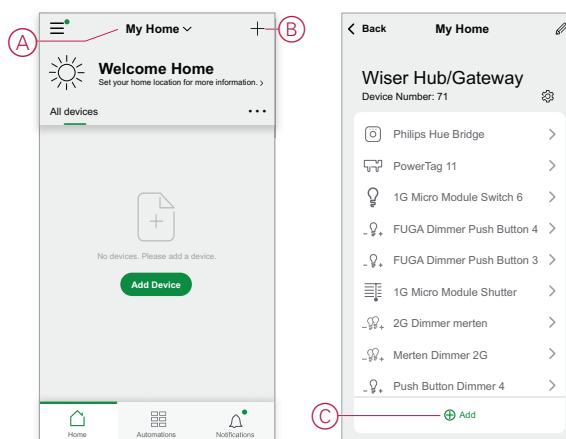 My Home
A
B
Welcome Home
Set your home location for more information. >
All devices
No devices. Please add a device.
Add Device
Home
Automations
Notifications
Back
My Home
Wiser Hub/Gateway
Device Number: 71
Philips Hue Bridge
PowerTag 11
1G Micro Module Switch 6
FUGA Dimmer Push Button 4
FUGA Dimmer Push Button 3
1G Micro Module Shutter
2G Dimmer merten
Merten Dimmer 2G
Push Button Dimmer 4
C
Add